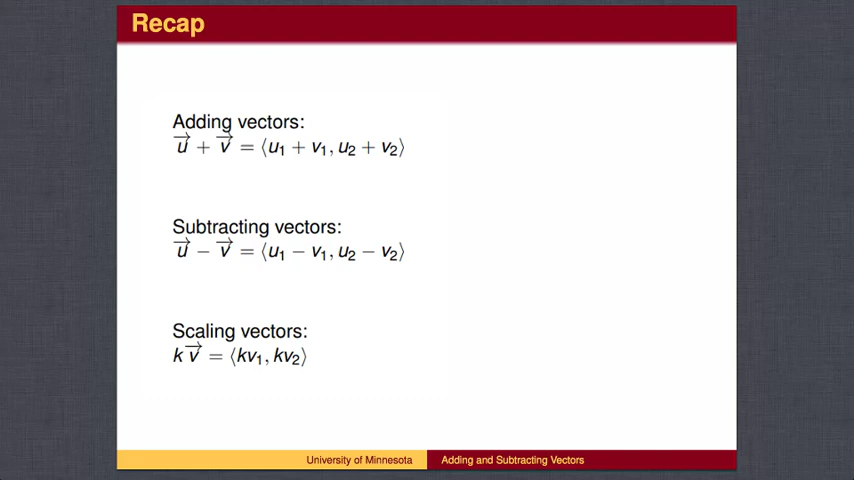 Recap
Adding vectors:
u⃗ + v⃗ = ⟨u₁ + v₁, u₂ + v₂⟩
Subtracting vectors:
u⃗ − v⃗ = ⟨u₁ − v₁, u₂ − v₂⟩
Scaling vectors:
k v⃗ = ⟨kv₁, kv₂⟩
University of Minnesota
Adding and Subtracting Vectors